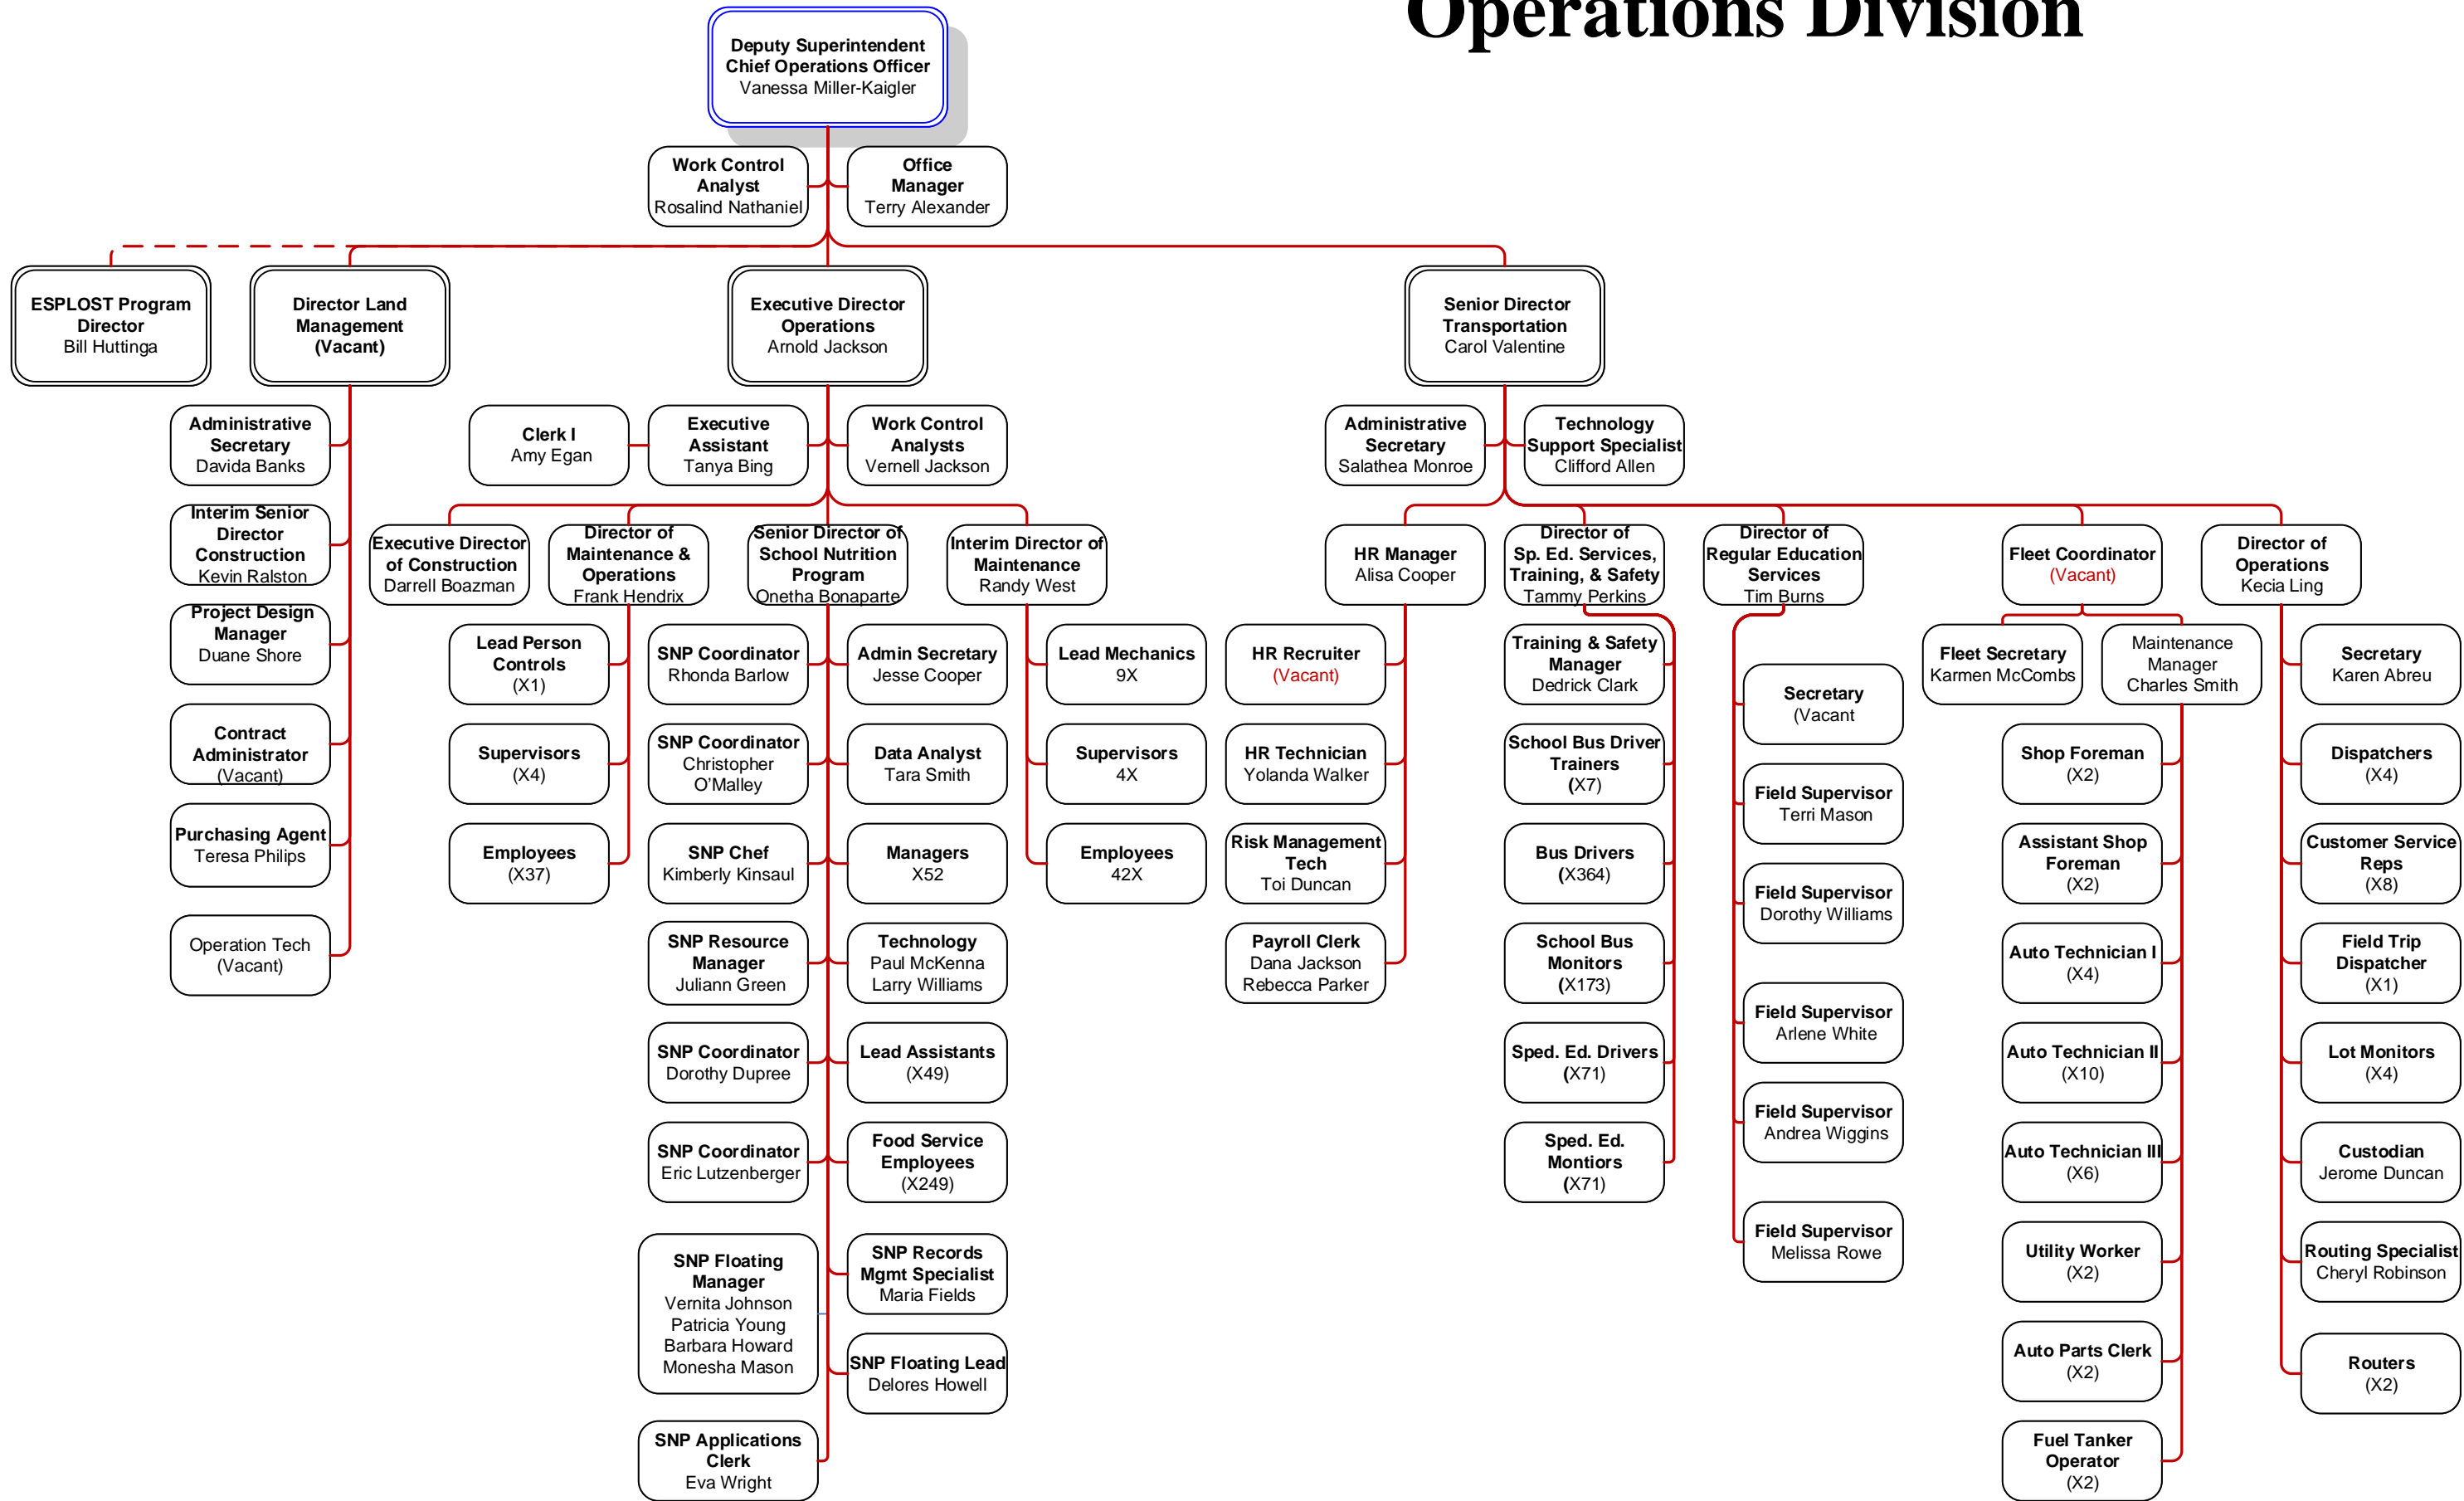 Operations Division
Deputy Superintendent
Chief Operations Officer
Vanessa Miller-Kaigler
Work Control
Analyst
Rosalind Nathaniel
Office
Manager
Terry Alexander
ESPLOST Program
Director
Bill Huttinga
Director Land
Management
(Vacant)
Executive Director
Operations
Arnold Jackson
Senior Director
Transportation
Carol Valentine
Administrative
Secretary
Davida Banks
Interim Senior
Director
Construction
Kevin Ralston
Project Design
Manager
Duane Shore
Contract
Administrator
(Vacant)
Purchasing Agent
Teresa Philips
Operation Tech
(Vacant)
Clerk I
Amy Egan
Executive
Assistant
Tanya Bing
Work Control
Analysts
Vernell Jackson
Executive Director
of Construction
Darrell Boazman
Director of
Maintenance &
Operations
Frank Hendrix
Senior Director of
School Nutrition
Program
Onetha Bonaparte
Interim Director of
Maintenance
Randy West
Lead Person
Controls
(X1)
Supervisors
(X4)
Employees
(X37)
SNP Coordinator
Rhonda Barlow
SNP Coordinator
Christopher
O'Malley
SNP Chef
Kimberly Kinsaul
SNP Resource
Manager
Juliann Green
SNP Coordinator
Dorothy Dupree
SNP Coordinator
Eric Lutzenberger
SNP Floating
Manager
Vernita Johnson
Patricia Young
Barbara Howard
Monesha Mason
SNP Applications
Clerk
Eva Wright
Admin Secretary
Jesse Cooper
Data Analyst
Tara Smith
Managers
X52
Technology
Paul McKenna
Larry Williams
Lead Assistants
(X49)
Food Service
Employees
(X249)
SNP Records
Mgmt Specialist
Maria Fields
SNP Floating Lead
Delores Howell
Lead Mechanics
9X
Supervisors
4X
Employees
42X
Administrative
Secretary
Salathea Monroe
Technology
Support Specialist
Clifford Allen
HR Manager
Alisa Cooper
Director of
Sp. Ed. Services,
Training, & Safety
Tammy Perkins
Director of
Regular Education
Services
Tim Burns
Fleet Coordinator
(Vacant)
Director of
Operations
Kecia Ling
HR Recruiter
(Vacant)
HR Technician
Yolanda Walker
Risk Management
Tech
Toi Duncan
Payroll Clerk
Dana Jackson
Rebecca Parker
Training & Safety
Manager
Dedrick Clark
School Bus Driver
Trainers
(X7)
Bus Drivers
(X364)
School Bus
Monitors
(X173)
Sped. Ed. Drivers
(X71)
Sped. Ed.
Montiors
(X71)
Secretary
(Vacant
Field Supervisor
Terri Mason
Field Supervisor
Dorothy Williams
Field Supervisor
Arlene White
Field Supervisor
Andrea Wiggins
Field Supervisor
Melissa Rowe
Fleet Secretary
Karmen McCombs
Maintenance
Manager
Charles Smith
Shop Foreman
(X2)
Assistant Shop
Foreman
(X2)
Auto Technician I
(X4)
Auto Technician II
(X10)
Auto Technician III
(X6)
Utility Worker
(X2)
Auto Parts Clerk
(X2)
Fuel Tanker
Operator
(X2)
Secretary
Karen Abreu
Dispatchers
(X4)
Customer Service
Reps
(X8)
Field Trip
Dispatcher
(X1)
Lot Monitors
(X4)
Custodian
Jerome Duncan
Routing Specialist
Cheryl Robinson
Routers
(X2)